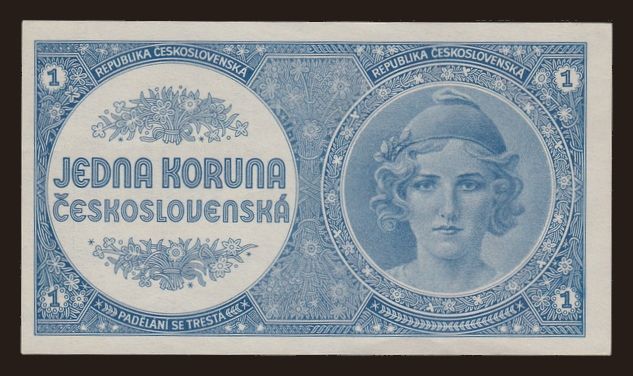 1
REPUBLIKA ČESKOSLOVENSKÁ
REPUBLIKA ČESKOSLOVENSKÁ
1
JEDNA KORUNA
ČESKOSLOVENSKÁ
1
PADĚLÁNÍ SE TRESTÁ
1